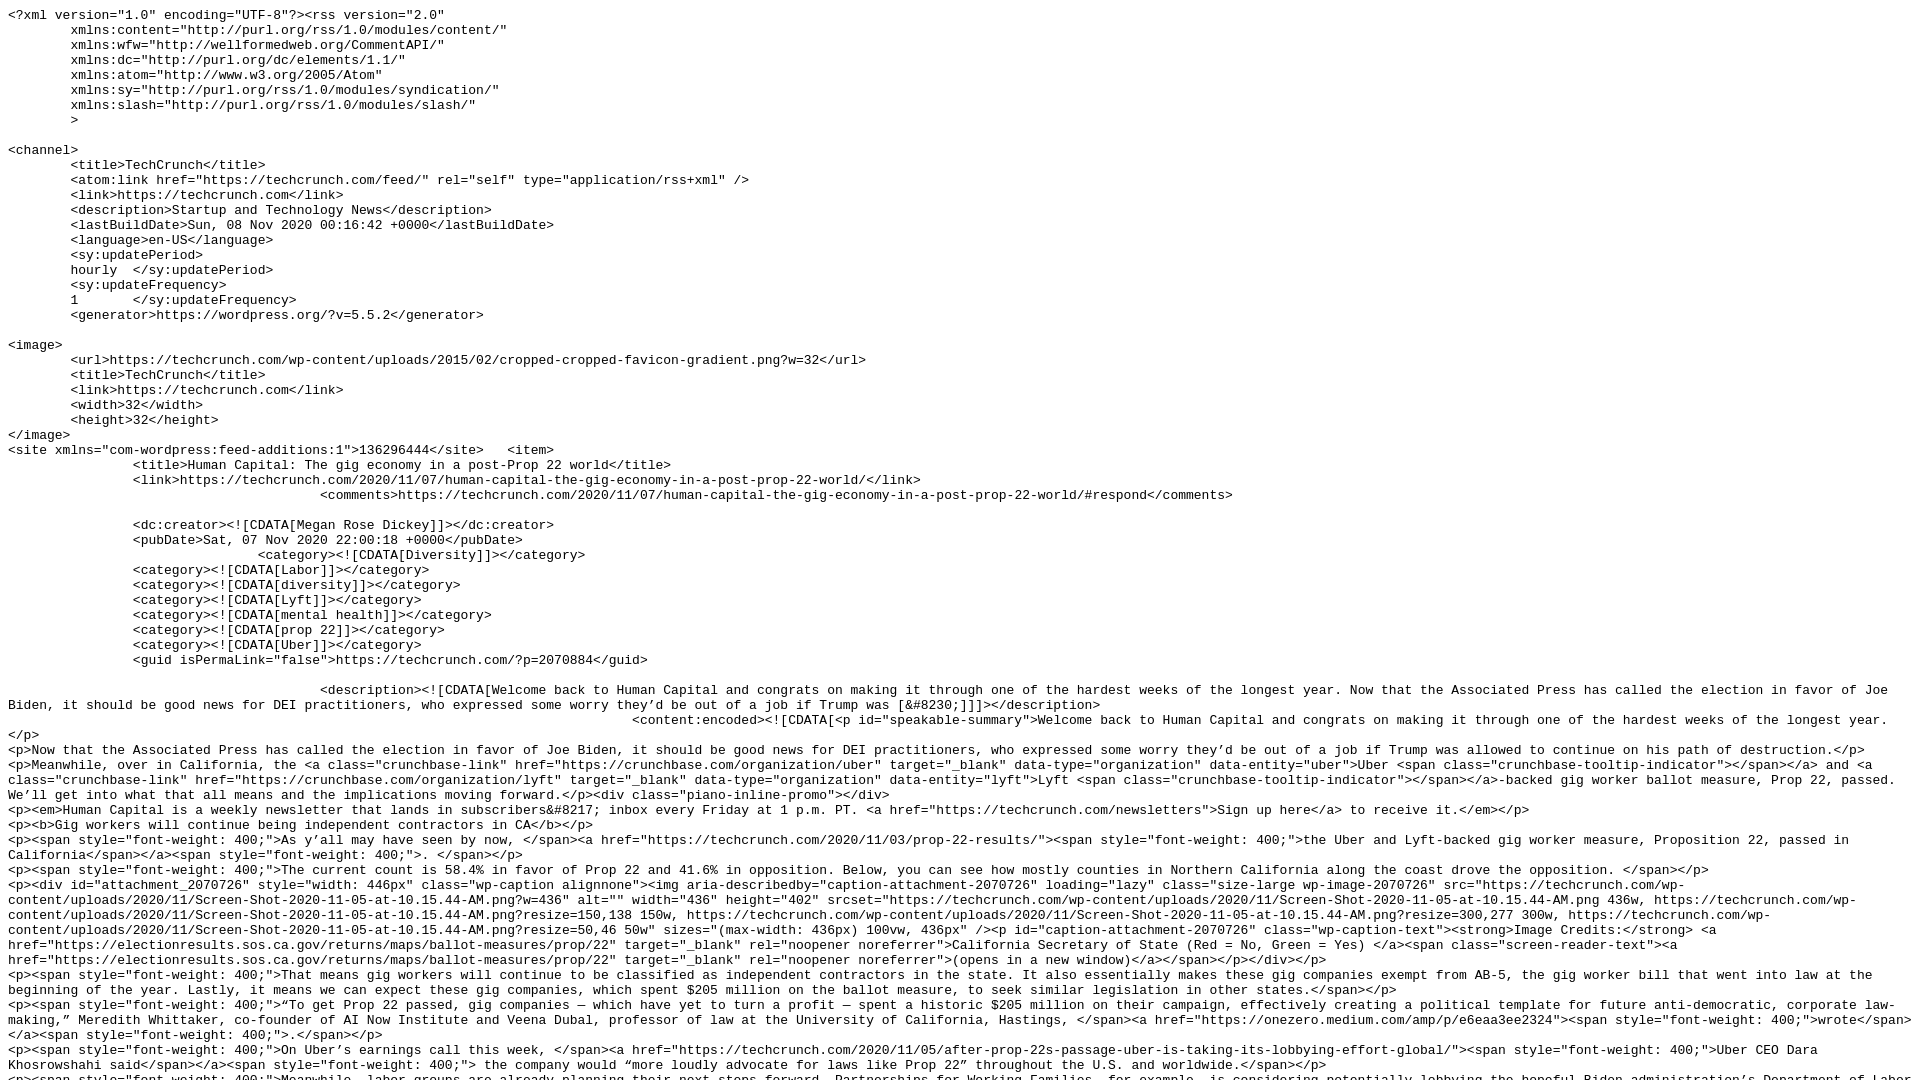 <?xml version="1.0" encoding="UTF-8"?><rss version="2.0"
xmlns:content="http://purl.org/rss/1.0/modules/content/"
xmlns:wfw="http://wellformedweb.org/CommentAPI/"
xmlns:dc="http://purl.org/dc/elements/1.1/"
xmlns:atom="http://www.w3.org/2005/Atom"
xmlns:sy="http://purl.org/rss/1.0/modules/syndication/"
xmlns:slash="http://purl.org/rss/1.0/modules/slash/"
>
<channel>
<title>TechCrunch</title>
<atom:link href="https://techcrunch.com/feed/" rel="self" type="application/rss+xml" />
<link>https://techcrunch.com</link>
<description>Startup and Technology News</description>
<lastBuildDate>Sun, 08 Nov 2020 00:16:42 +0000</lastBuildDate>
<language>en-US</language>
<sy:updatePeriod>
hourly  </sy:updatePeriod>
<sy:updateFrequency>
1       </sy:updateFrequency>
<generator>https://wordpress.org/?v=5.5.2</generator>
<image>
<url>https://techcrunch.com/wp-content/uploads/2015/02/cropped-cropped-favicon-gradient.png?w=32</url>
<title>TechCrunch</title>
<link>https://techcrunch.com</link>
<width>32</width>
<height>32</height>
</image>
<site xmlns="com-wordpress:feed-additions:1">136296444</site>   <item>
<title>Human Capital: The gig economy in a post-Prop 22 world</title>
<link>https://techcrunch.com/2020/11/07/human-capital-the-gig-economy-in-a-post-prop-22-world/</link>
<comments>https://techcrunch.com/2020/11/07/human-capital-the-gig-economy-in-a-post-prop-22-world/#respond</comments>
<dc:creator><![CDATA[Megan Rose Dickey]]></dc:creator>
<pubDate>Sat, 07 Nov 2020 22:00:18 +0000</pubDate>
<category><![CDATA[Diversity]]></category>
<category><![CDATA[Labor]]></category>
<category><![CDATA[diversity]]></category>
<category><![CDATA[Lyft]]></category>
<category><![CDATA[mental health]]></category>
<category><![CDATA[prop 22]]></category>
<category><![CDATA[Uber]]></category>
<guid isPermaLink="false">https://techcrunch.com/?p=2070884</guid>
<description><![CDATA[Welcome back to Human Capital and congrats on making it through one of the hardest weeks of the longest year. Now that the Associated Press has called the election in favor of Joe
Biden, it should be good news for DEI practitioners, who expressed some worry they’d be out of a job if Trump was [&#8230;]]]></description>
<content:encoded><![CDATA[<p id="speakable-summary">Welcome back to Human Capital and congrats on making it through one of the hardest weeks of the longest year.
</p>
<p>Now that the Associated Press has called the election in favor of Joe Biden, it should be good news for DEI practitioners, who expressed some worry they’d be out of a job if Trump was allowed to continue on his path of destruction.</p>
<p>Meanwhile, over in California, the <a class="crunchbase-link" href="https://crunchbase.com/organization/uber" target="_blank" data-type="organization" data-entity="uber">Uber <span class="crunchbase-tooltip-indicator"></span></a> and <a
class="crunchbase-link" href="https://crunchbase.com/organization/lyft" target="_blank" data-type="organization" data-entity="lyft">Lyft <span class="crunchbase-tooltip-indicator"></span></a>-backed gig worker ballot measure, Prop 22, passed.
We’ll get into what that all means and the implications moving forward.</p><div class="piano-inline-promo"></div>
<p><em>Human Capital is a weekly newsletter that lands in subscribers&#8217; inbox every Friday at 1 p.m. PT. <a href="https://techcrunch.com/newsletters">Sign up here</a> to receive it.</em></p>
<p><b>Gig workers will continue being independent contractors in CA</b></p>
<p><span style="font-weight: 400;">As y’all may have seen by now, </span><a href="https://techcrunch.com/2020/11/03/prop-22-results/"><span style="font-weight: 400;">the Uber and Lyft-backed gig worker measure, Proposition 22, passed in
California</span></a><span style="font-weight: 400;">. </span></p>
<p><span style="font-weight: 400;">The current count is 58.4% in favor of Prop 22 and 41.6% in opposition. Below, you can see how mostly counties in Northern California along the coast drove the opposition. </span></p>
<p><div id="attachment_2070726" style="width: 446px" class="wp-caption alignnone"><img aria-describedby="caption-attachment-2070726" loading="lazy" class="size-large wp-image-2070726" src="https://techcrunch.com/wp-
content/uploads/2020/11/Screen-Shot-2020-11-05-at-10.15.44-AM.png?w=436" alt="" width="436" height="402" srcset="https://techcrunch.com/wp-content/uploads/2020/11/Screen-Shot-2020-11-05-at-10.15.44-AM.png 436w, https://techcrunch.com/wp-
content/uploads/2020/11/Screen-Shot-2020-11-05-at-10.15.44-AM.png?resize=150,138 150w, https://techcrunch.com/wp-content/uploads/2020/11/Screen-Shot-2020-11-05-at-10.15.44-AM.png?resize=300,277 300w, https://techcrunch.com/wp-
content/uploads/2020/11/Screen-Shot-2020-11-05-at-10.15.44-AM.png?resize=50,46 50w" sizes="(max-width: 436px) 100vw, 436px" /><p id="caption-attachment-2070726" class="wp-caption-text"><strong>Image Credits:</strong> <a
href="https://electionresults.sos.ca.gov/returns/maps/ballot-measures/prop/22" target="_blank" rel="noopener noreferrer">California Secretary of State (Red = No, Green = Yes) </a><span class="screen-reader-text"><a
href="https://electionresults.sos.ca.gov/returns/maps/ballot-measures/prop/22" target="_blank" rel="noopener noreferrer">(opens in a new window)</a></span></p></div></p>
<p><span style="font-weight: 400;">That means gig workers will continue to be classified as independent contractors in the state. It also essentially makes these gig companies exempt from AB-5, the gig worker bill that went into law at the
beginning of the year. Lastly, it means we can expect these gig companies, which spent $205 million on the ballot measure, to seek similar legislation in other states.</span></p>
<p><span style="font-weight: 400;">“To get Prop 22 passed, gig companies — which have yet to turn a profit — spent a historic $205 million on their campaign, effectively creating a political template for future anti-democratic, corporate law-
making,” Meredith Whittaker, co-founder of AI Now Institute and Veena Dubal, professor of law at the University of California, Hastings, </span><a href="https://onezero.medium.com/amp/p/e6eaa3ee2324"><span style="font-weight: 400;">wrote</span>
</a><span style="font-weight: 400;">.</span></p>
<p><span style="font-weight: 400;">On Uber’s earnings call this week, </span><a href="https://techcrunch.com/2020/11/05/after-prop-22s-passage-uber-is-taking-its-lobbying-effort-global/"><span style="font-weight: 400;">Uber CEO Dara
Khosrowshahi said</span></a><span style="font-weight: 400;"> the company would “more loudly advocate for laws like Prop 22” throughout the U.S. and worldwide.</span></p>
<p><span style="font-weight: 400;">Meanwhile, labor groups are already planning their next steps forward. Partnerships for Working Families, for example, is considering potentially lobbying the hopeful Biden administration’s Department of Labor